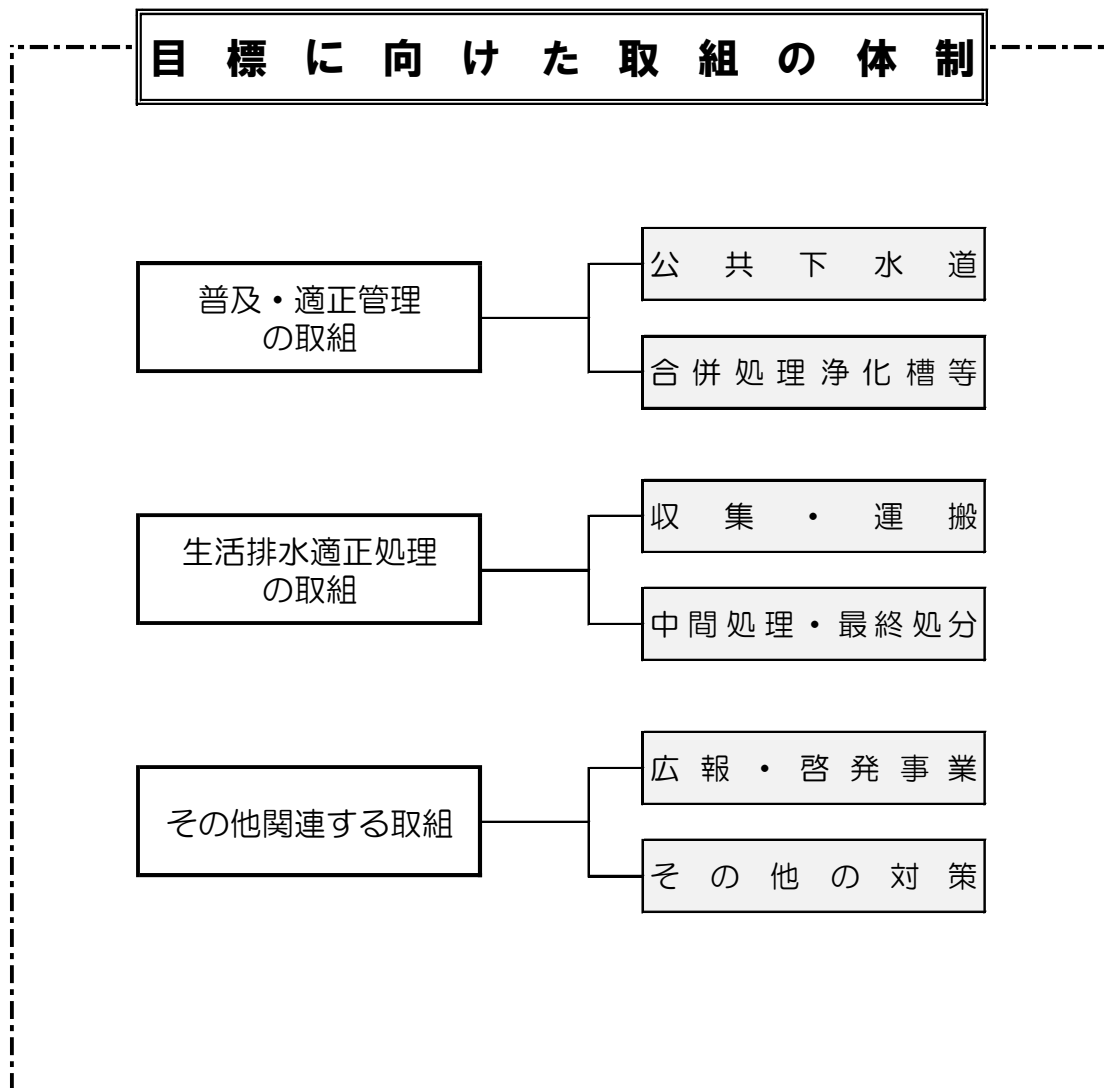 目標に向けた取組の体制
普及・適正管理
の取組
公共下水道
合併処理浄化槽等
生活排水適正処理
の取組
収集・運搬
中間処理・最終処分
その他関連する取組
広報・啓発事業
その他の対策